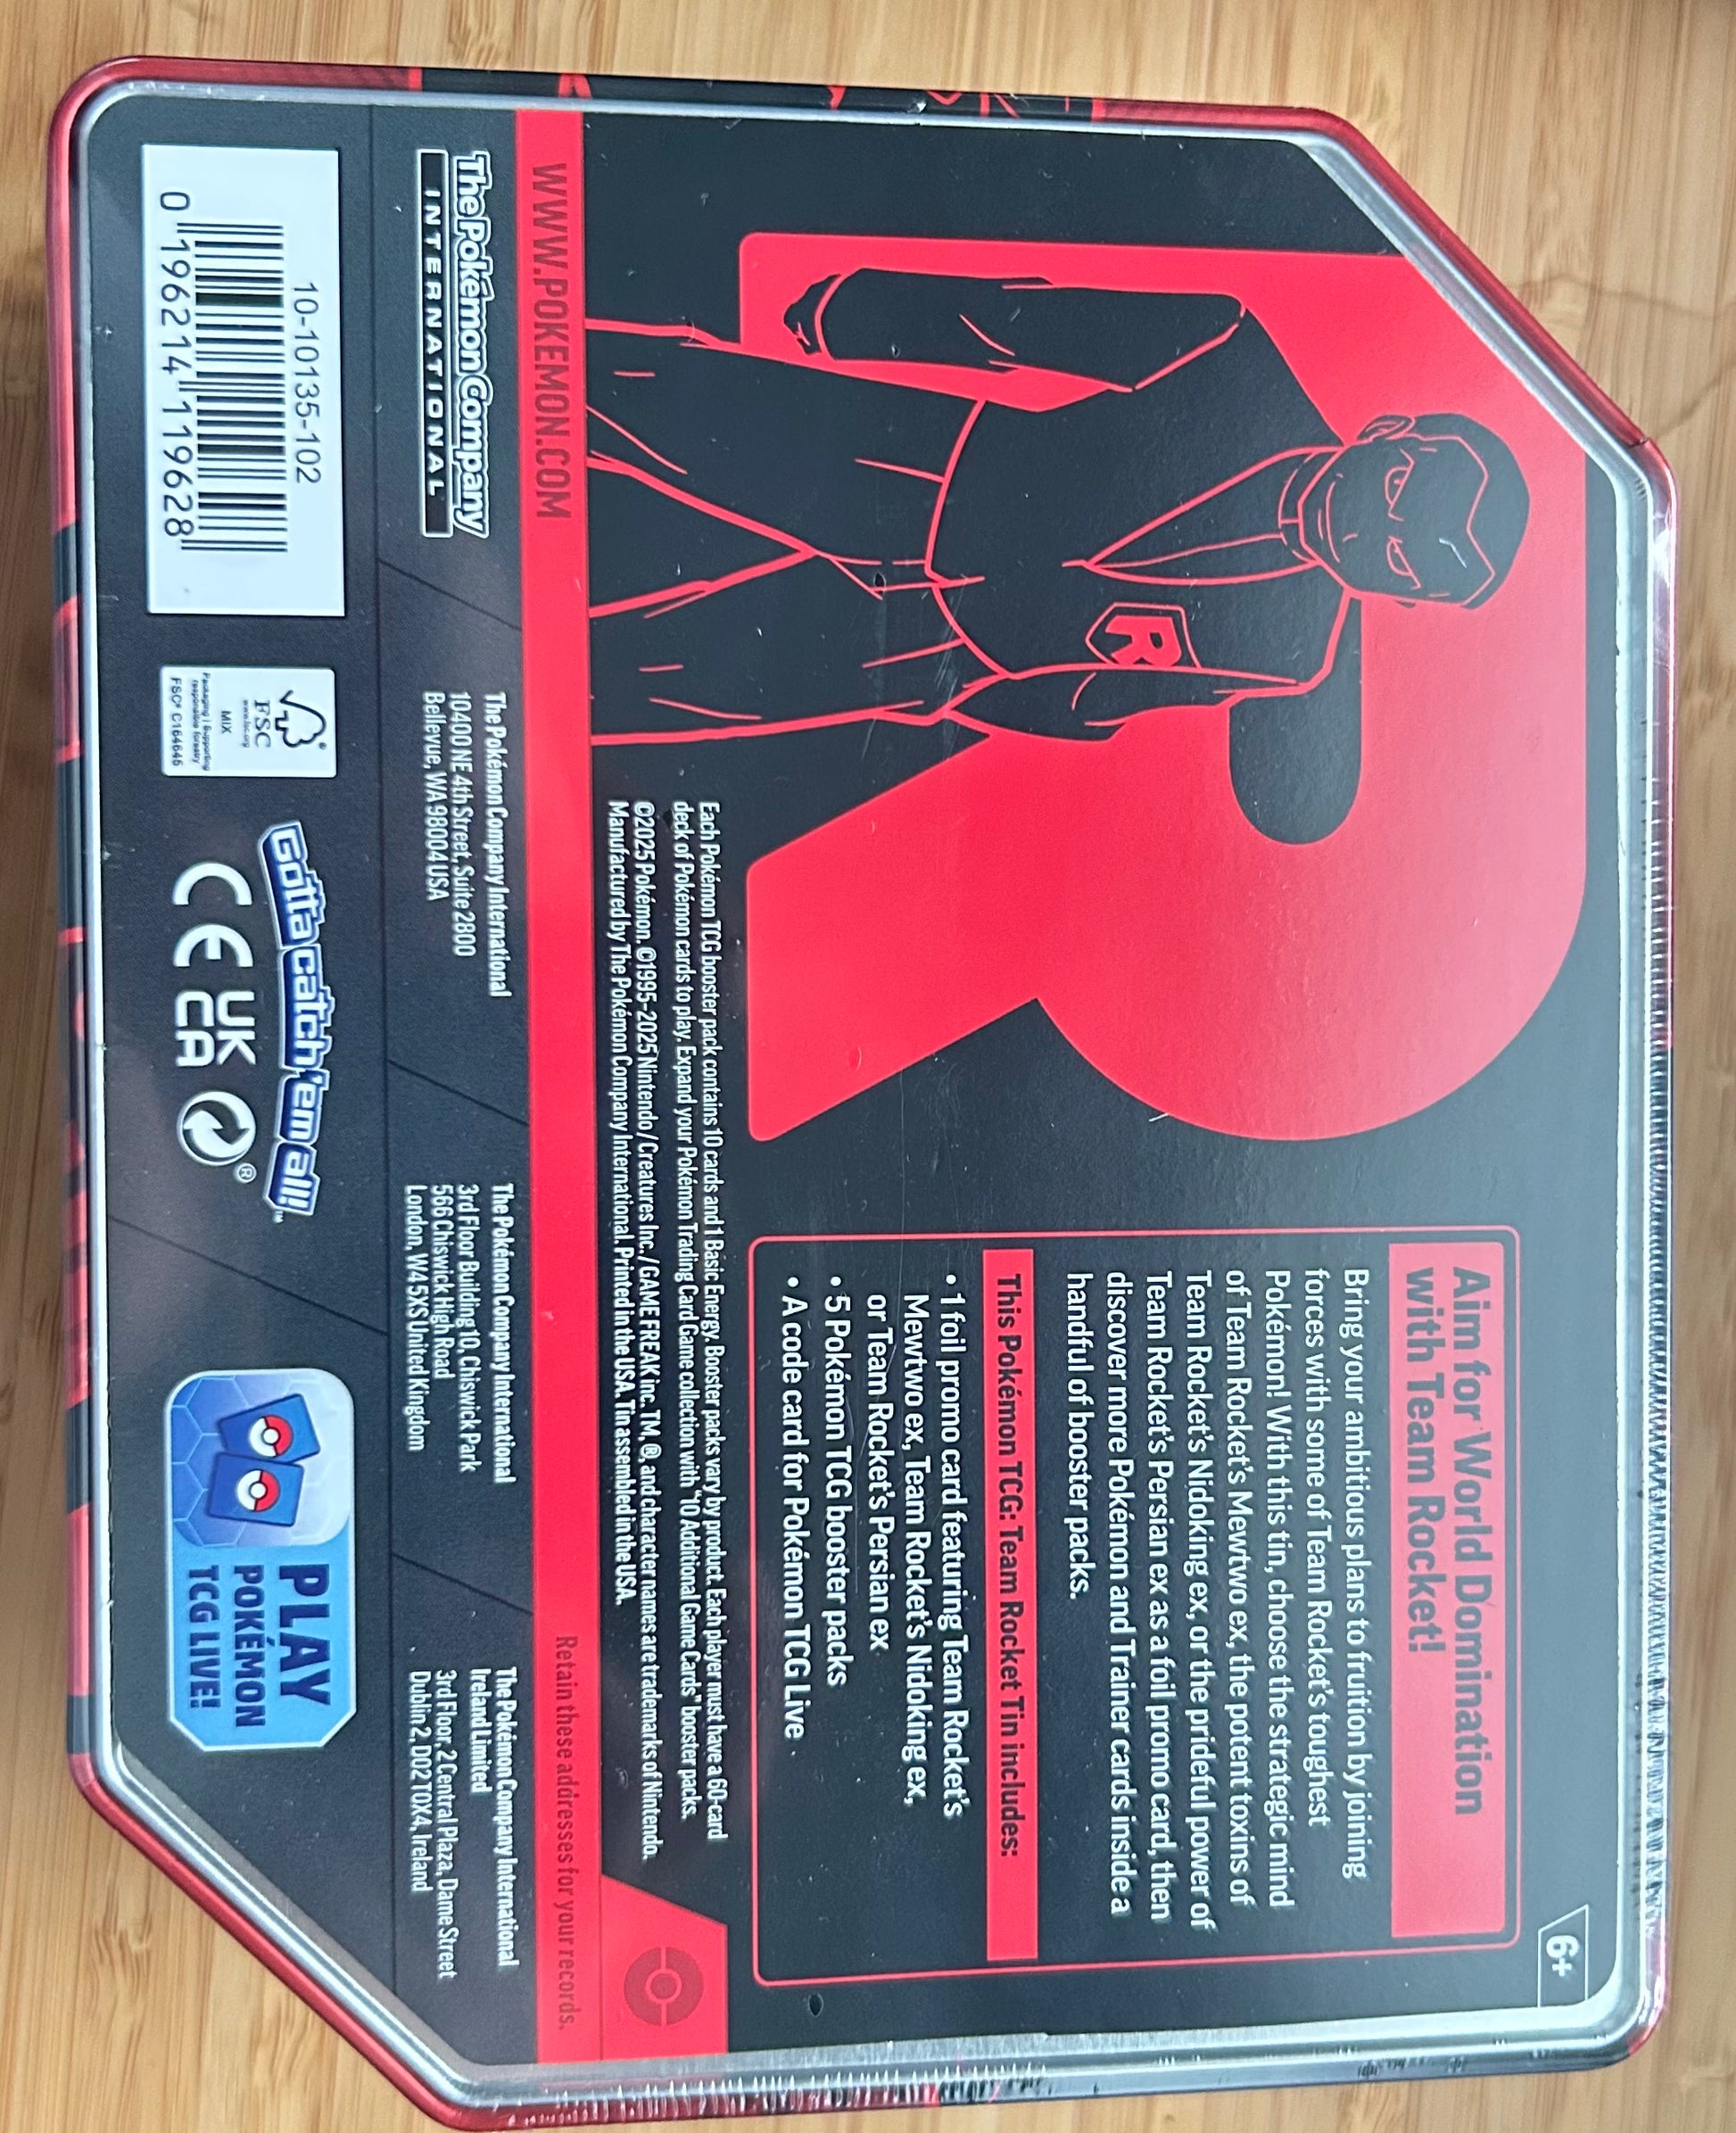 6+
Aim for World Domination
with Team Rocket!
Bring your ambitious plans to fruition by joining
forces with some of Team Rocket's toughest
Pokémon! With this tin, choose the strategic mind
of Team Rocket's Mewtwo ex, the potent toxins of
Team Rocket's Nidoking ex, or the prideful power of
Team Rocket's Persian ex as a foil promo card, then
discover more Pokémon and Trainer cards inside a
handful of booster packs.
This Pokémon TCG: Team Rocket Tin includes:
• 1 foil promo card featuring Team Rocket's
Mewtwo ex, Team Rocket's Nidoking ex,
or Team Rocket's Persian ex
• 5 Pokémon TCG booster packs
• A code card for Pokémon TCG Live
R
Each Pokémon TCG booster pack contains 10 cards and 1 Basic Energy. Booster packs vary by product. Each player must have a 60-card
deck of Pokémon cards to play. Expand your Pokémon Trading Card Game collection with "10 Additional Game Cards" booster packs.
©2025 Pokémon. ©1995–2025 Nintendo / Creatures Inc. / GAME FREAK inc. TM, ®, and character names are trademarks of Nintendo.
Manufactured by The Pokémon Company International. Printed in the USA. Tin assembled in the USA.
WWW.POKEMON.COM
Retain these addresses for your records.
The Pokémon Company
INTERNATIONAL
The Pokémon Company International
10400 NE 4th Street, Suite 2800
Bellevue, WA 98004 USA
The Pokémon Company International
3rd Floor Building 10, Chiswick Park
566 Chiswick High Road
London, W4 5XS United Kingdom
The Pokémon Company International
Ireland Limited
3rd Floor, 2 Central Plaza, Dame Street
Dublin 2, D02 T0X4, Ireland
10-10135-102
0 196214 119628
FSC®
www.fsc.org
MIX
Packaging | Supporting
responsible forestry
FSC® C164646
Gotta catch 'em all!™
CE UK
CA ®
PLAY
POKÉMON
TCG LIVE!